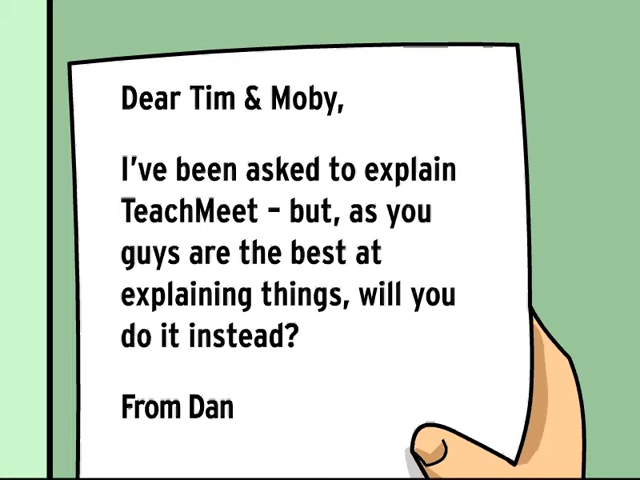 Dear Tim & Moby,
I've been asked to explain
TeachMeet – but, as you
guys are the best at
explaining things, will you
do it instead?
From Dan